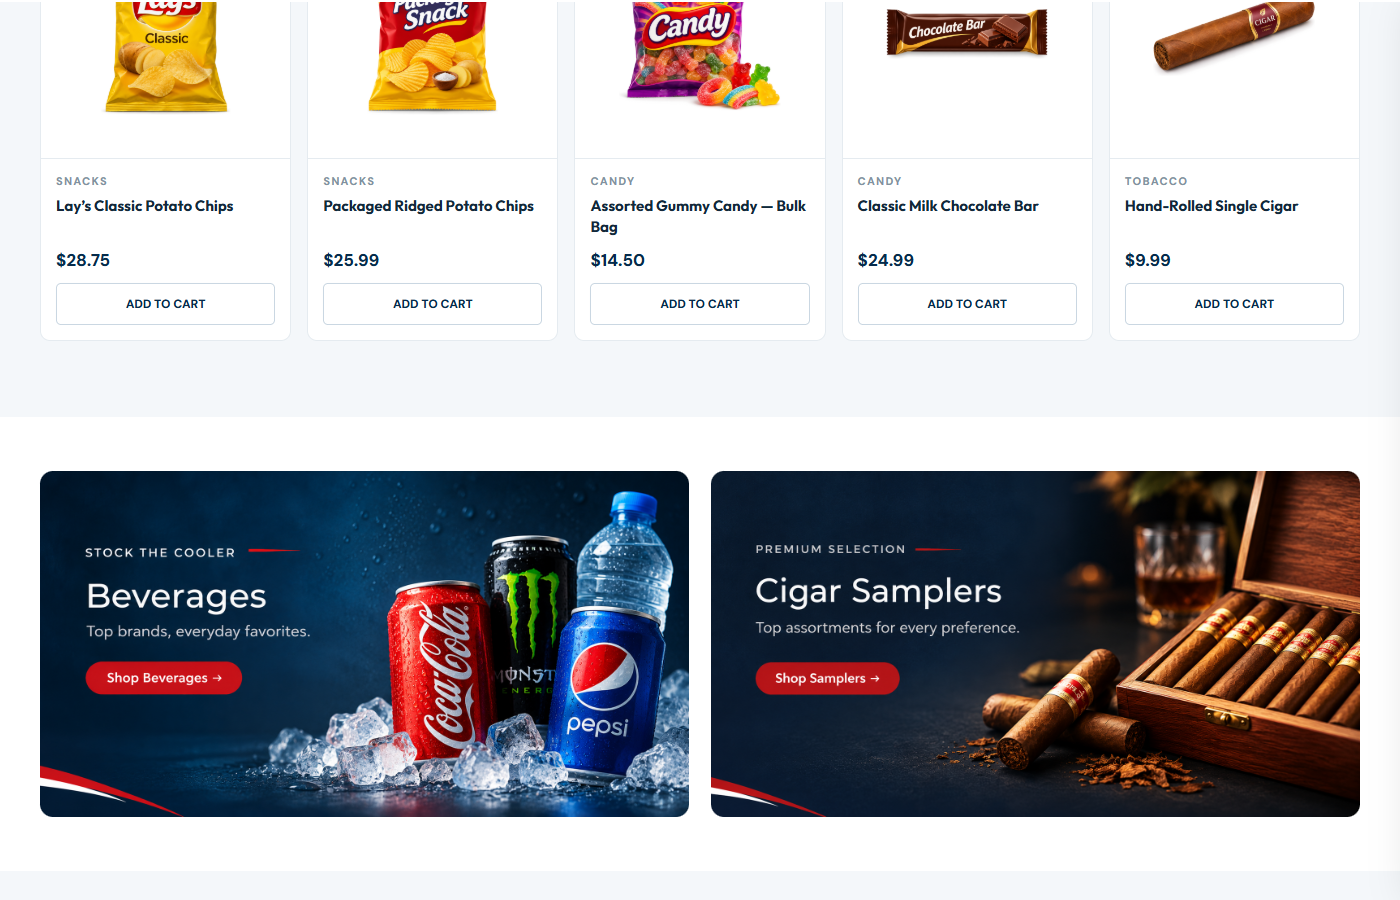 Lay's
Classic
Packaged
Snack
Candy
Chocolate Bar
CIGAR
SNACKS
Lay's Classic Potato Chips
$28.75
ADD TO CART
SNACKS
Packaged Ridged Potato Chips
$25.99
ADD TO CART
CANDY
Assorted Gummy Candy — Bulk
Bag
$14.50
ADD TO CART
CANDY
Classic Milk Chocolate Bar
$24.99
ADD TO CART
TOBACCO
Hand-Rolled Single Cigar
$9.99
ADD TO CART
STOCK THE COOLER
Beverages
Top brands, everyday favorites.
Shop Beverages →
Coca-Cola
MONST
ENERG
pepsi
PREMIUM SELECTION
Cigar Samplers
Top assortments for every preference.
Shop Samplers →